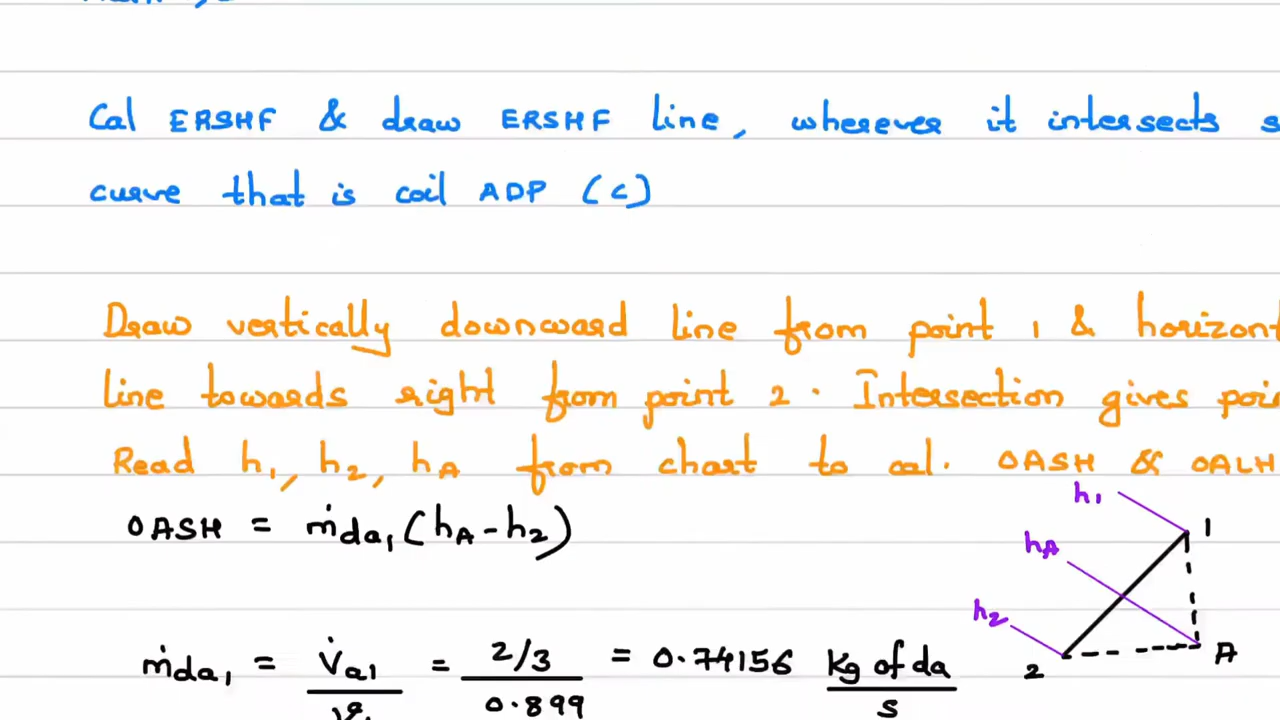 Cal ERSHF & draw ERSHF line, wherever it intersects
curve that is coil ADP (c)
Draw vertically downward line from point 1 &
line towards right from point 2. Intersection gives
Read h1, h2, hA from chart to cal. OASH & OALH
OASH = ṁda1 (hA - h2)
h1
1
hA
h2
2
A
ṁda1 = V̇a1 / = 2/3 / 0.899 = 0.74156 Kg of da / s